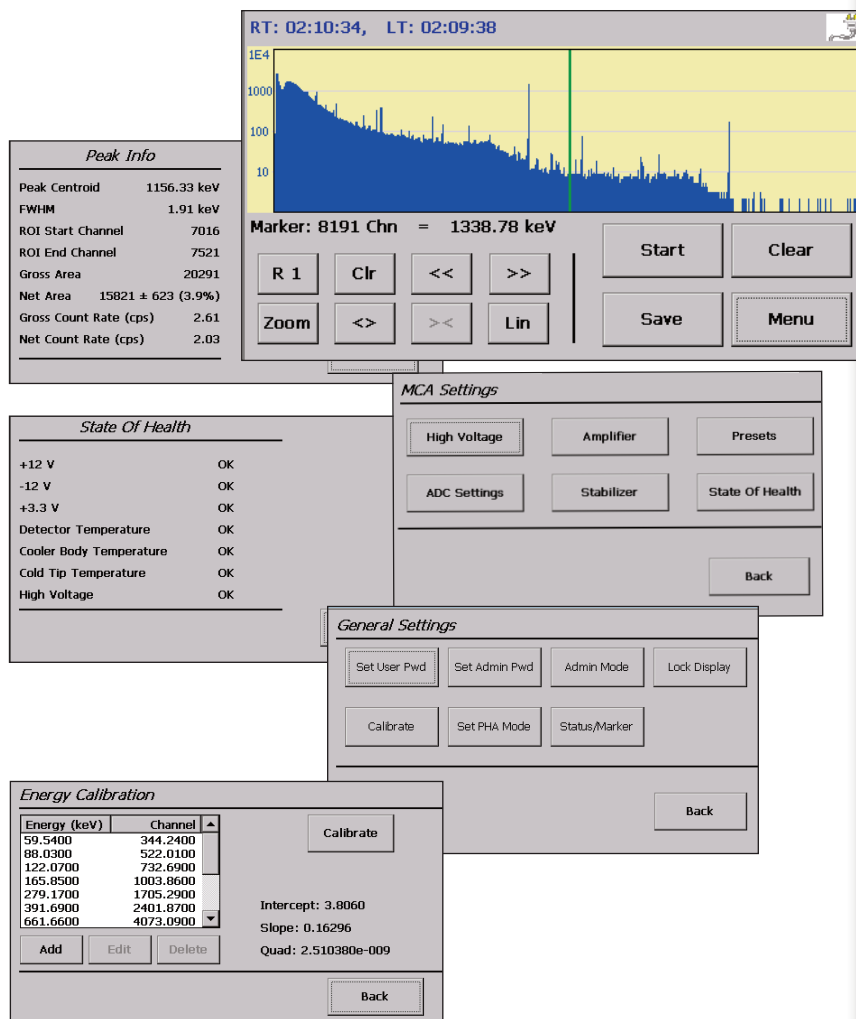 RT: 02:10:34, LT: 02:09:38
1E4
1000
100
10
Marker: 8191 Chn = 1338.78 keV
R 1 Clr << >>
Zoom <> >< Lin
Start Clear
Save Menu
Peak Info
Peak Centroid 1156.33 keV
FWHM 1.91 keV
ROI Start Channel 7016
ROI End Channel 7521
Gross Area 20291
Net Area 15821 ± 623 (3.9%)
Gross Count Rate (cps) 2.61
Net Count Rate (cps) 2.03
MCA Settings
High Voltage Amplifier Presets
ADC Settings Stabilizer State Of Health
Back
State Of Health
+12 V OK
-12 V OK
+3.3 V OK
Detector Temperature OK
Cooler Body Temperature OK
Cold Tip Temperature OK
High Voltage OK
General Settings
Set User Pwd Set Admin Pwd Admin Mode Lock Display
Calibrate Set PHA Mode Status/Marker
Back
Energy Calibration
Energy (keV) Channel
59.5400 344.2400
88.0300 522.0100
122.0700 732.6900
165.8500 1003.8600
279.1700 1705.2900
391.6900 2401.8700
661.6600 4073.0900
Calibrate
Intercept: 3.8060
Slope: 0.16296
Quad: 2.510380e-009
Add Edit Delete
Back